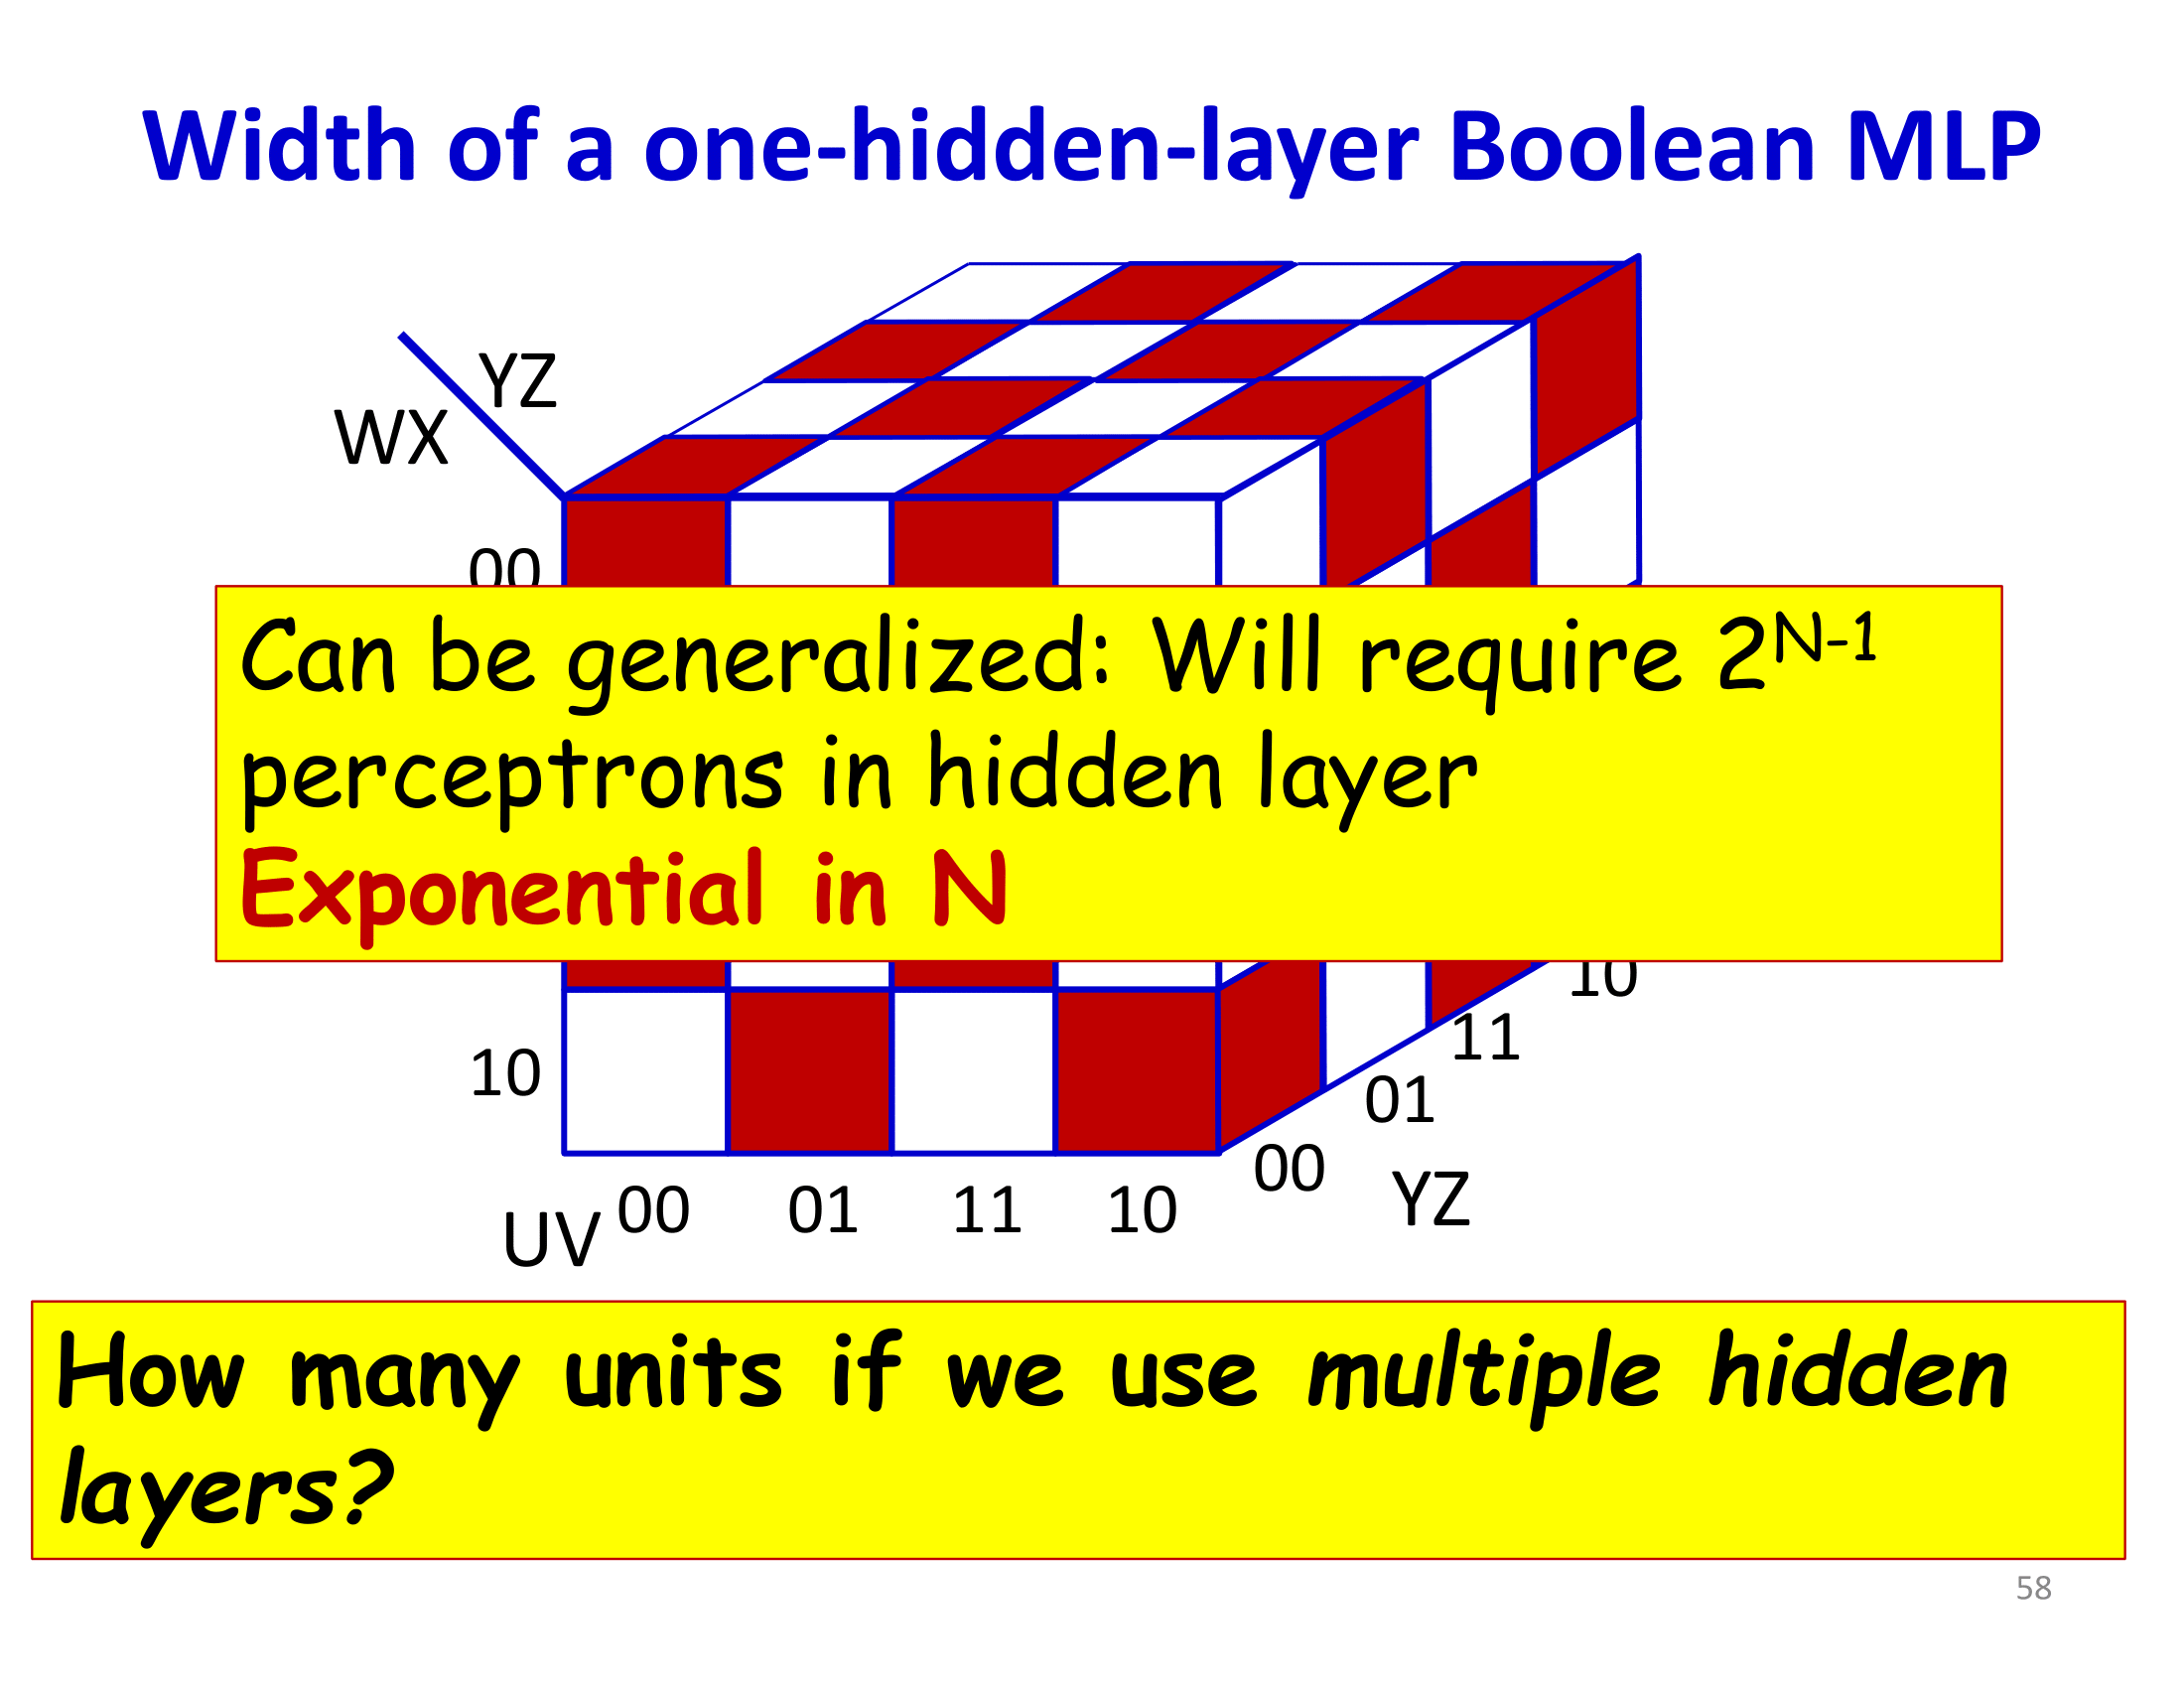 Width of a one-hidden-layer Boolean MLP
YZ
WX
00
Can be generalized: Will require 2^{N-1}
perceptrons in hidden layer
Exponential in N
10
11
10
01
00
YZ
00 01 11 10
UV
How many units if we use multiple hidden
layers?
58